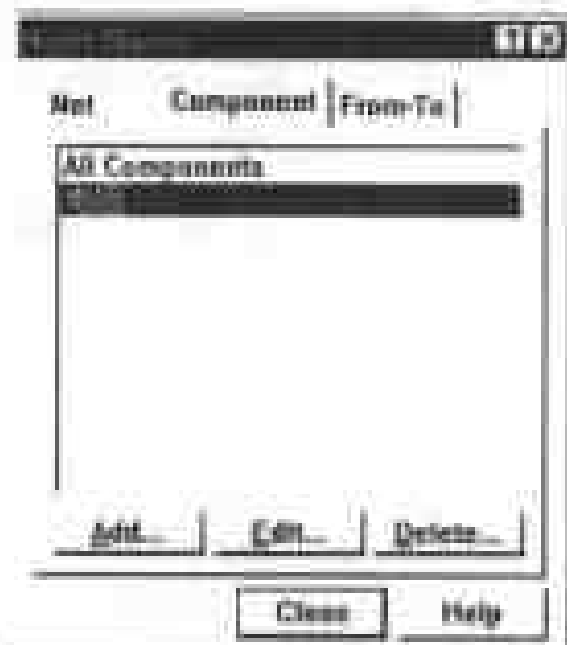 Net Component From-To
All Components
Add...
Edit...
Delete...
Close
Help